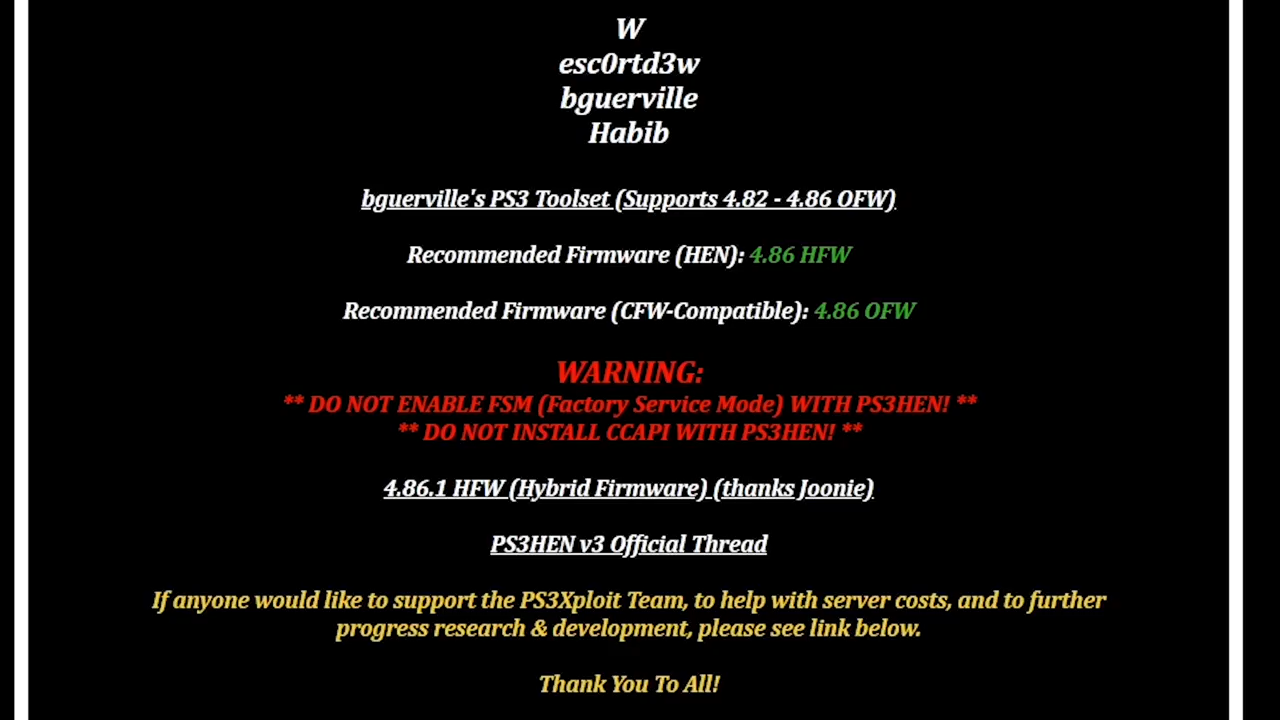 W
esc0rtd3w
bguerville
Habib
bguerville's PS3 Toolset (Supports 4.82 - 4.86 OFW)
Recommended Firmware (HEN): 4.86 HFW
Recommended Firmware (CFW-Compatible): 4.86 OFW
WARNING:
** DO NOT ENABLE FSM (Factory Service Mode) WITH PS3HEN! **
** DO NOT INSTALL CCAPI WITH PS3HEN! **
4.86.1 HFW (Hybrid Firmware) (thanks Joonie)
PS3HEN v3 Official Thread
If anyone would like to support the PS3Xploit Team, to help with server costs, and to further
progress research & development, please see link below.
Thank You To All!